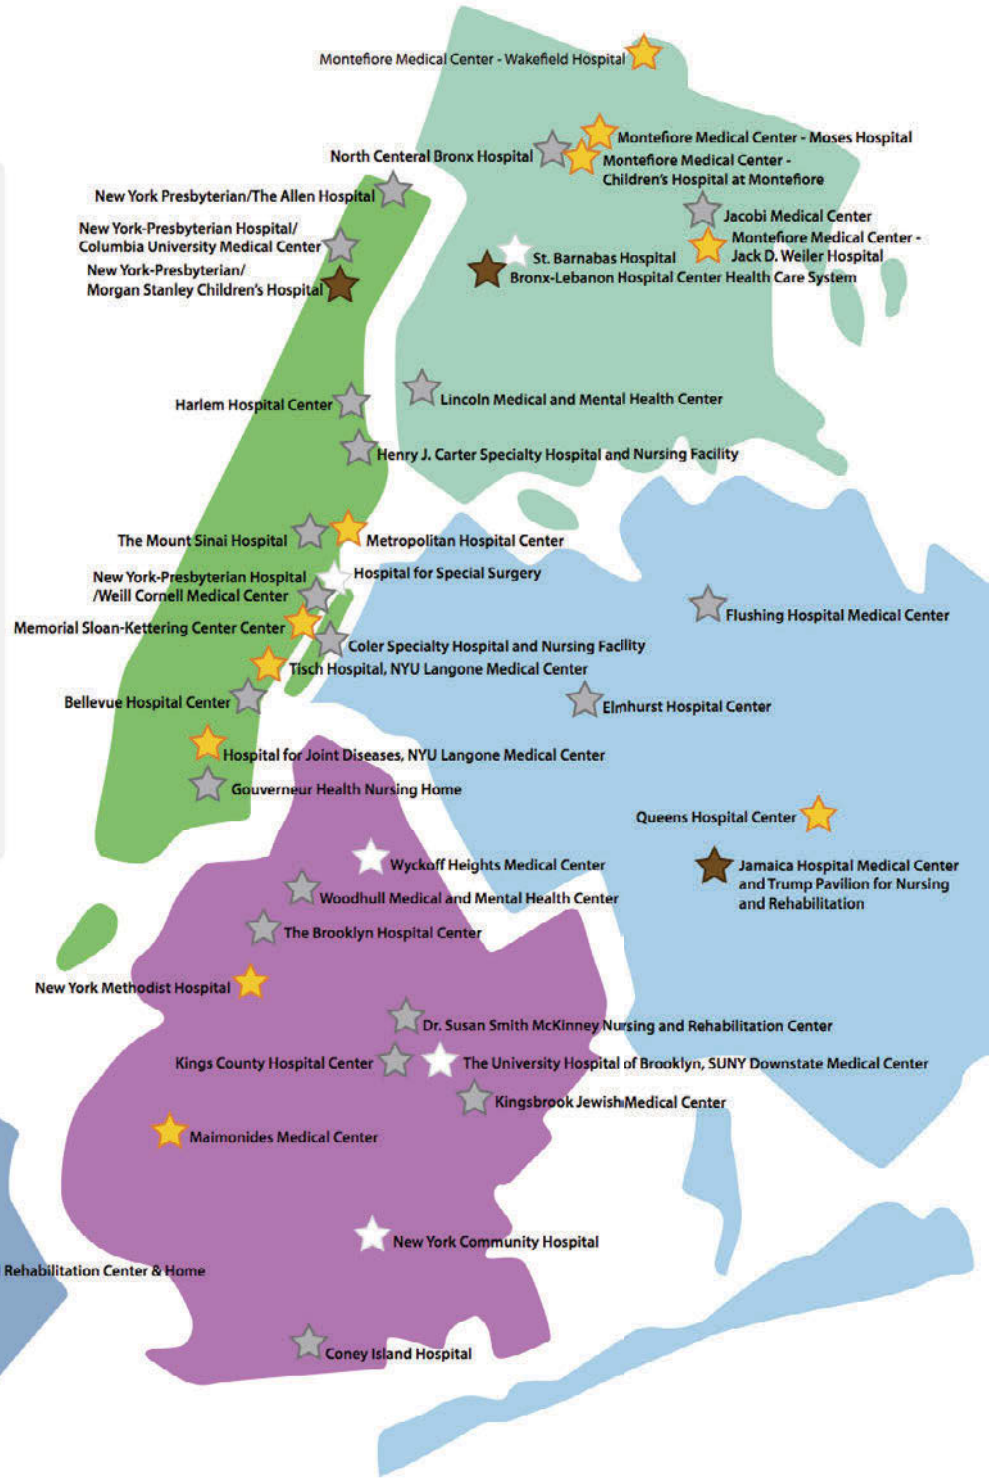 Montefiore Medical Center - Wakefield Hospital
Montefiore Medical Center - Moses Hospital
North Centeral Bronx Hospital
Montefiore Medical Center -
Children's Hospital at Montefiore
New York Presbyterian/The Allen Hospital
Jacobi Medical Center
New York-Presbyterian Hospital/
Columbia University Medical Center
Montefiore Medical Center -
Jack D. Weiler Hospital
St. Barnabas Hospital
New York-Presbyterian/
Morgan Stanley Children's Hospital
Bronx-Lebanon Hospital Center Health Care System
Harlem Hospital Center
Lincoln Medical and Mental Health Center
Henry J. Carter Specialty Hospital and Nursing Facility
The Mount Sinai Hospital
Metropolitan Hospital Center
Hospital for Special Surgery
New York-Presbyterian Hospital
/Weill Cornell Medical Center
Flushing Hospital Medical Center
Memorial Sloan-Kettering Center Center
Coler Specialty Hospital and Nursing Facility
Tisch Hospital, NYU Langone Medical Center
Bellevue Hospital Center
Elmhurst Hospital Center
Hospital for Joint Diseases, NYU Langone Medical Center
Gouverneur Health Nursing Home
Queens Hospital Center
Wyckoff Heights Medical Center
Jamaica Hospital Medical Center
and Trump Pavilion for Nursing
and Rehabilitation
Woodhull Medical and Mental Health Center
The Brooklyn Hospital Center
New York Methodist Hospital
Dr. Susan Smith McKinney Nursing and Rehabilitation Center
Kings County Hospital Center
The University Hospital of Brooklyn, SUNY Downstate Medical Center
Kingsbrook Jewish Medical Center
Maimonides Medical Center
New York Community Hospital
Rehabilitation Center & Home
Coney Island Hospital